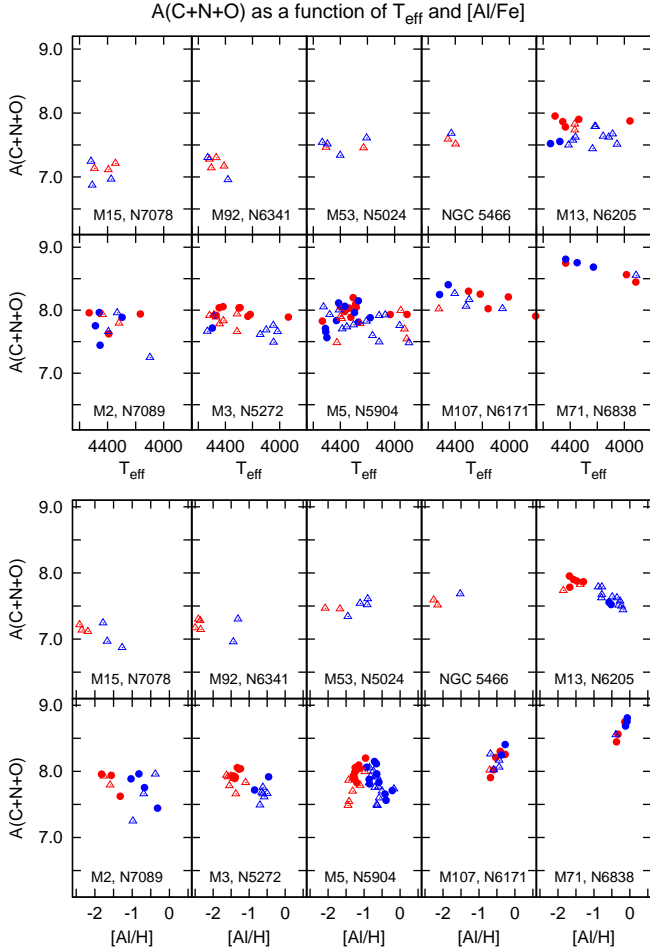 A(C+N+O) as a function of Teff and [Al/Fe]
9.0
8.0
7.0
A(C+N+O)
M15, N7078
M92, N6341
M53, N5024
NGC 5466
M13, N6205
9.0
8.0
7.0
A(C+N+O)
M2, N7089
M3, N5272
M5, N5904
M107, N6171
M71, N6838
4400 4000
4400 4000
4400 4000
4400 4000
4400 4000
Teff
Teff
Teff
Teff
Teff
9.0
8.0
7.0
A(C+N+O)
M15, N7078
M92, N6341
M53, N5024
NGC 5466
M13, N6205
9.0
8.0
7.0
A(C+N+O)
M2, N7089
M3, N5272
M5, N5904
M107, N6171
M71, N6838
-2 -1 0
-2 -1 0
-2 -1 0
-2 -1 0
-2 -1 0
[Al/H]
[Al/H]
[Al/H]
[Al/H]
[Al/H]